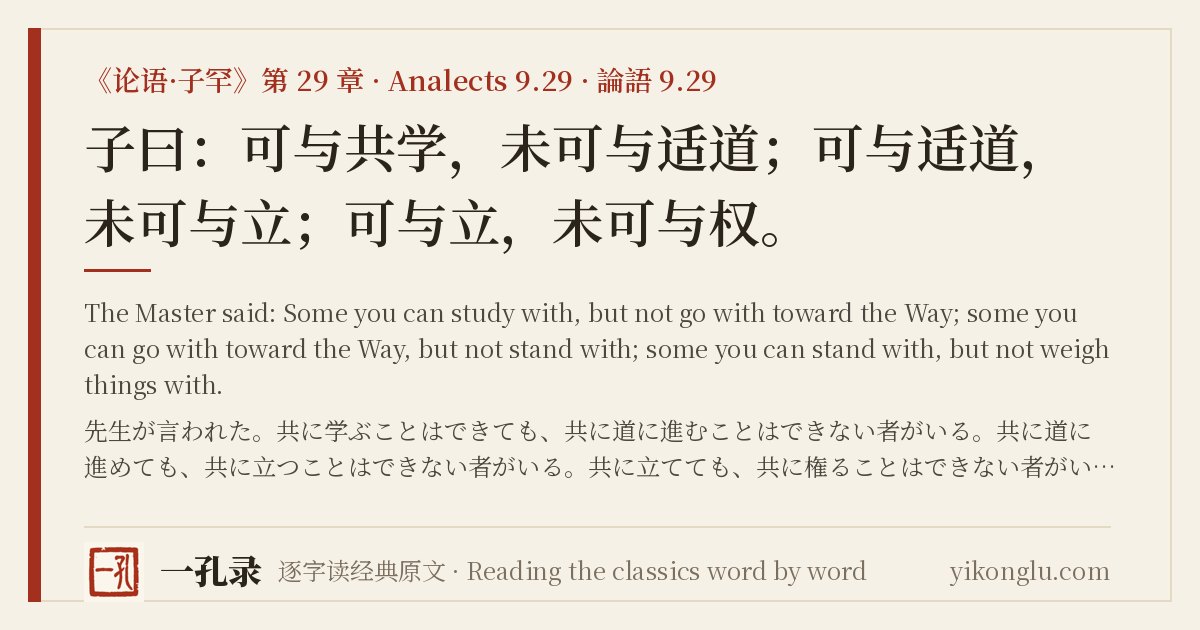 《论语·子罕》第 29 章 · Analects 9.29 · 論語 9.29
子曰：可与共学，未可与适道；可与适道，
未可与立；可与立，未可与权。
The Master said: Some you can study with, but not go with toward the Way; some you
can go with toward the Way, but not stand with; some you can stand with, but not weigh
things with.
先生が言われた。共に学ぶことはできても、共に道に進むことはできない者がいる。共に道に
進めても、共に立つことはできない者がいる。共に立てても、共に権ることはできない者がい…
一孔
一孔录 逐字读经典原文 · Reading the classics word by word yikonglu.com